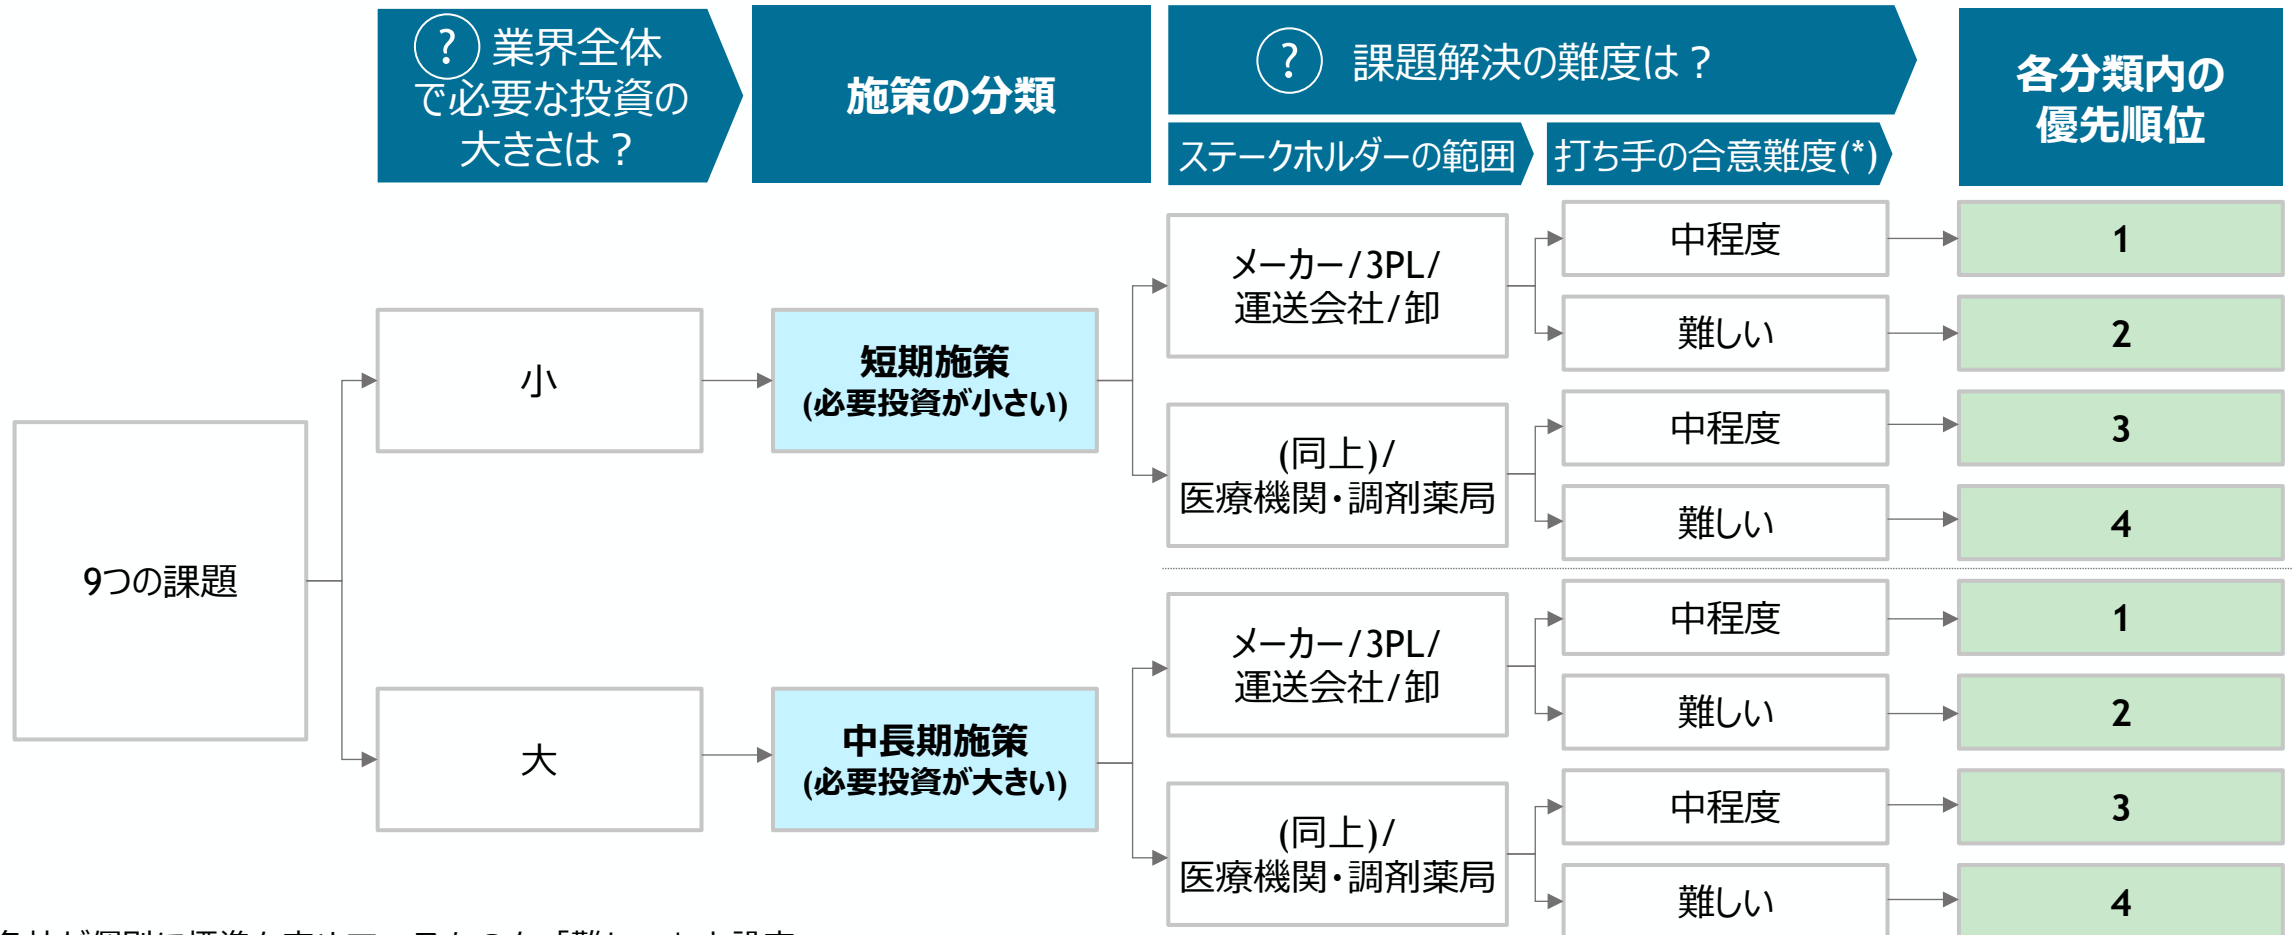 ? 業界全体
で必要な投資の
大きさは？
施策の分類
? 課題解決の難度は？
ステークホルダーの範囲
打ち手の合意難度(*)
各分類内の
優先順位
9つの課題
小
短期施策
(必要投資が小さい)
メーカー/3PL/
運送会社/卸
中程度
1
難しい
2
(同上)/
医療機関・調剤薬局
中程度
3
難しい
4
大
中長期施策
(必要投資が大きい)
メーカー/3PL/
運送会社/卸
中程度
1
難しい
2
(同上)/
医療機関・調剤薬局
中程度
3
難しい
4